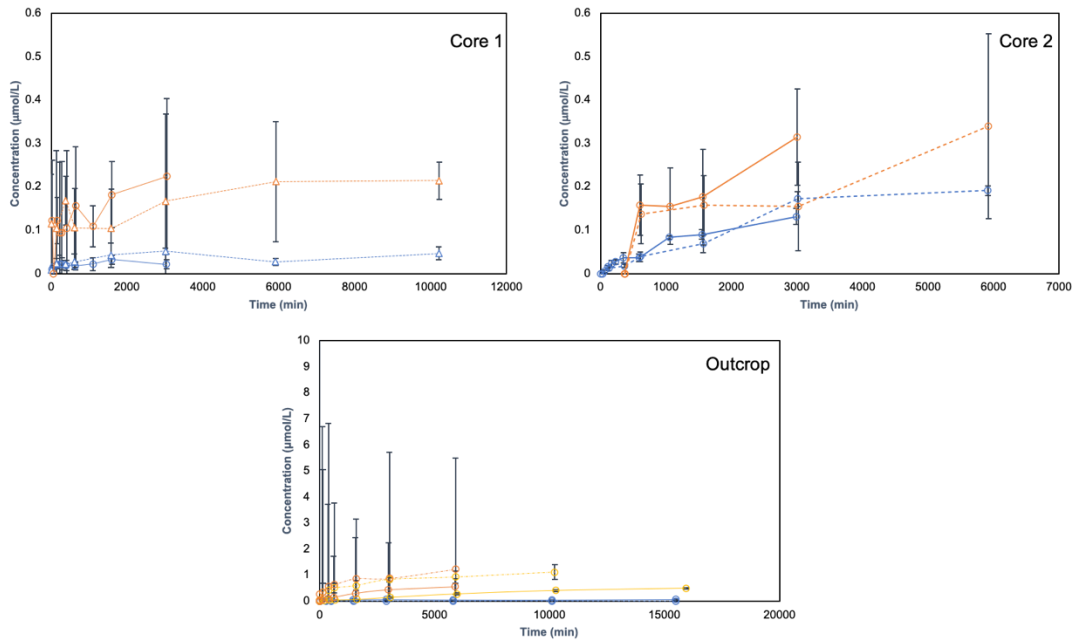 Core 1
Concentration (µmol/L)
0.6
0.5
0.4
0.3
0.2
0.1
0
0 2000 4000 6000 8000 10000 12000
Time (min)
Core 2
Concentration (µmol/L)
0.6
0.5
0.4
0.3
0.2
0.1
0
0 1000 2000 3000 4000 5000 6000 7000
Time (min)
Outcrop
Concentration (µmol/L)
10
9
8
7
6
5
4
3
2
1
0
0 5000 10000 15000 20000
Time (min)